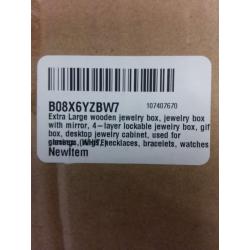 B08X6YZBW7
107407670
Extra Large wooden jewelry box, jewelry box
with mirror, 4-layer lockable jewelry box, gif
box, desktop jewelry cabinet, used for
necklaces, bracelets, watches
NewItem